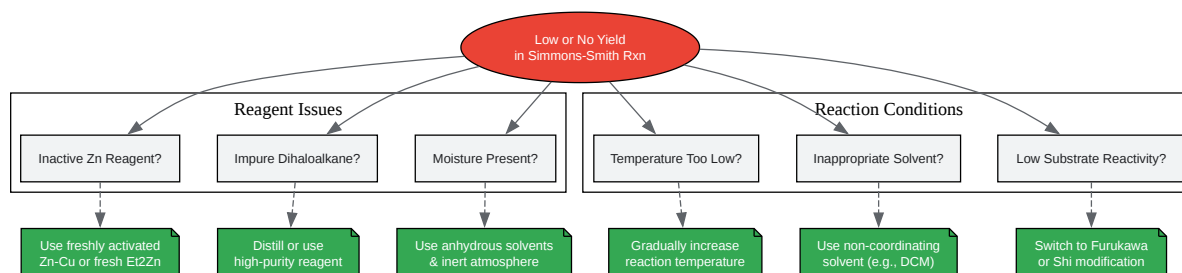 Low or No Yield
in Simmons-Smith Rxn
Reagent Issues
Reaction Conditions
Inactive Zn Reagent?
Impure Dihaloalkane?
Moisture Present?
Temperature Too Low?
Inappropriate Solvent?
Low Substrate Reactivity?
Use freshly activated
Zn-Cu or fresh Et2Zn
Distill or use
high-purity reagent
Use anhydrous solvents
& inert atmosphere
Gradually increase
reaction temperature
Use non-coordinating
solvent (e.g., DCM)
Switch to Furukawa
or Shi modification